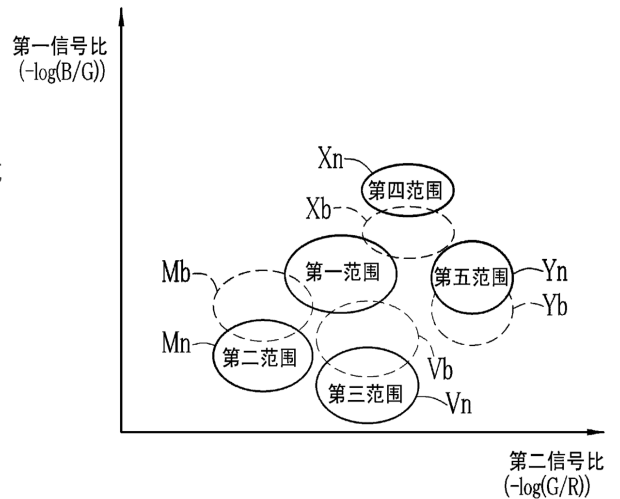 第一信号比
(-log(B/G))
Xn
第四范围
Xb
第一范围
第五范围
Yn
Mb
Yb
Mn
第二范围
Vb
第三范围
Vn
第二信号比
(-log(G/R))